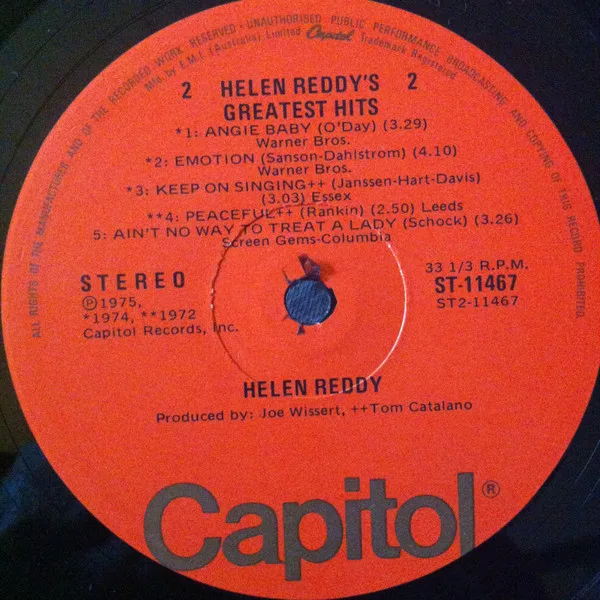 ALL RIGHTS OF THE MANUFACTURER AND OF THE OWNER OF THE RECORDED WORK RESERVED • UNAUTHORISED PUBLIC PERFORMANCE, BROADCASTING AND COPYING OF THIS RECORD PROHIBITED.
Mfg. by E.M.I. (Australia) Limited Capitol Trademark Registered
2 HELEN REDDY'S 2
GREATEST HITS
*1: ANGIE BABY (O'Day) (3.29)
Warner Bros.
*2: EMOTION (Sanson-Dahlstrom) (4.10)
Warner Bros.
*3: KEEP ON SINGING++ (Janssen-Hart-Davis)
(3.03) Essex
**4: PEACEFUL++ (Rankin) (2.50) Leeds
5: AIN'T NO WAY TO TREAT A LADY (Schock) (3.26)
Screen Gems-Columbia
STEREO
℗1975,
*1974, **1972
Capitol Records, Inc.
33 1/3 R.P.M.
ST-11467
ST2-11467
HELEN REDDY
Produced by: Joe Wissert, ++Tom Catalano
Capitol®